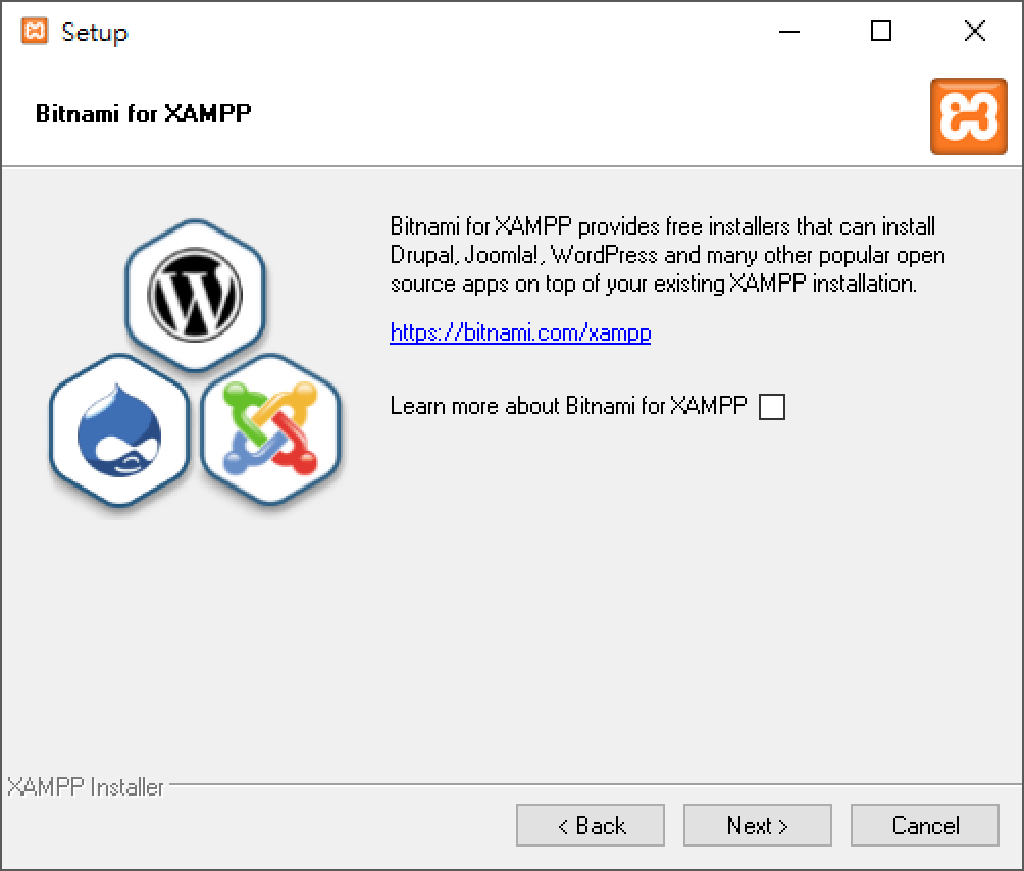 Setup
Bitnami for XAMPP
Bitnami for XAMPP provides free installers that can install
Drupal, Joomla!, WordPress and many other popular open
source apps on top of your existing XAMPP installation.
https://bitnami.com/xampp
Learn more about Bitnami for XAMPP
XAMPP Installer
< Back
Next >
Cancel